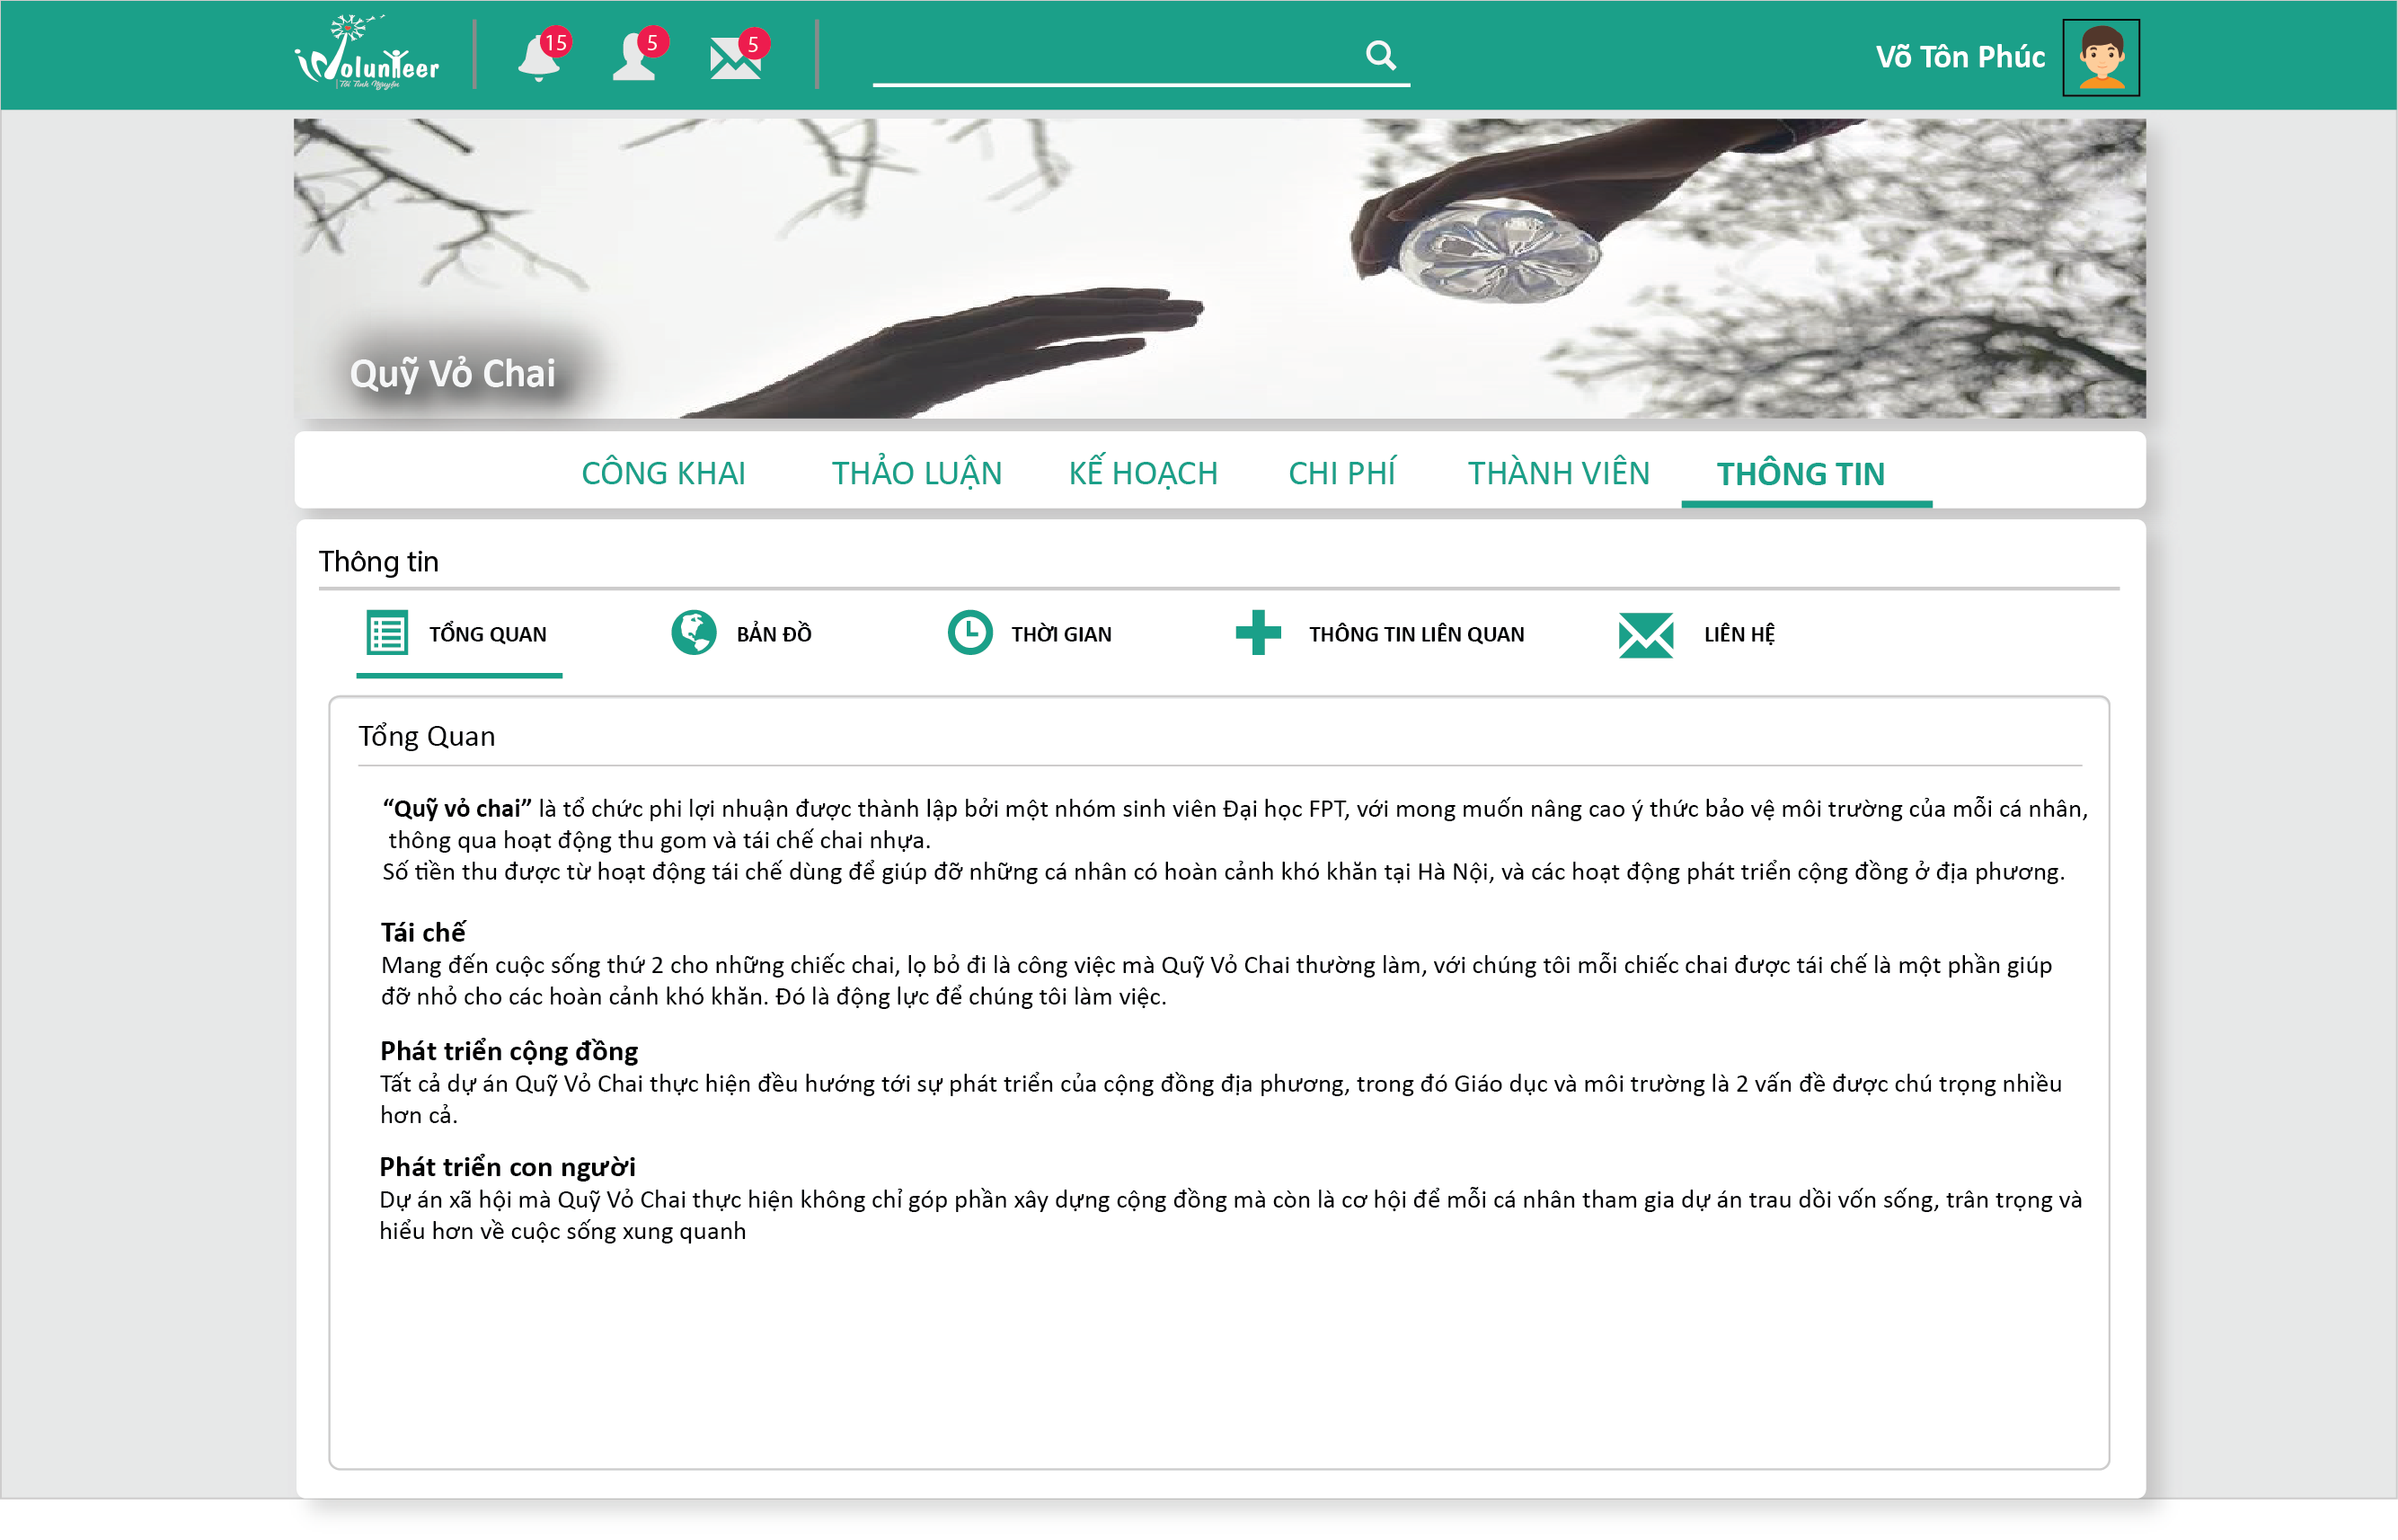 Volunteer
Tôi Tình Nguyện
15
5
5
Võ Tôn Phúc
Quỹ Vỏ Chai
CÔNG KHAI
THẢO LUẬN
KẾ HOẠCH
CHI PHÍ
THÀNH VIÊN
THÔNG TIN
Thông tin
TỔNG QUAN
BẢN ĐỒ
THỜI GIAN
THÔNG TIN LIÊN QUAN
LIÊN HỆ
Tổng Quan
“Quỹ vỏ chai” là tổ chức phi lợi nhuận được thành lập bởi một nhóm sinh viên Đại học FPT, với mong muốn nâng cao ý thức bảo vệ môi trường của mỗi cá nhân,
thông qua hoạt động thu gom và tái chế chai nhựa.
Số tiền thu được từ hoạt động tái chế dùng để giúp đỡ những cá nhân có hoàn cảnh khó khăn tại Hà Nội, và các hoạt động phát triển cộng đồng ở địa phương.
Tái chế
Mang đến cuộc sống thứ 2 cho những chiếc chai, lọ bỏ đi là công việc mà Quỹ Vỏ Chai thường làm, với chúng tôi mỗi chiếc chai được tái chế là một phần giúp
đỡ nhỏ cho các hoàn cảnh khó khăn. Đó là động lực để chúng tôi làm việc.
Phát triển cộng đồng
Tất cả dự án Quỹ Vỏ Chai thực hiện đều hướng tới sự phát triển của cộng đồng địa phương, trong đó Giáo dục và môi trường là 2 vấn đề được chú trọng nhiều
hơn cả.
Phát triển con người
Dự án xã hội mà Quỹ Vỏ Chai thực hiện không chỉ góp phần xây dựng cộng đồng mà còn là cơ hội để mỗi cá nhân tham gia dự án trau dồi vốn sống, trân trọng và
hiểu hơn về cuộc sống xung quanh